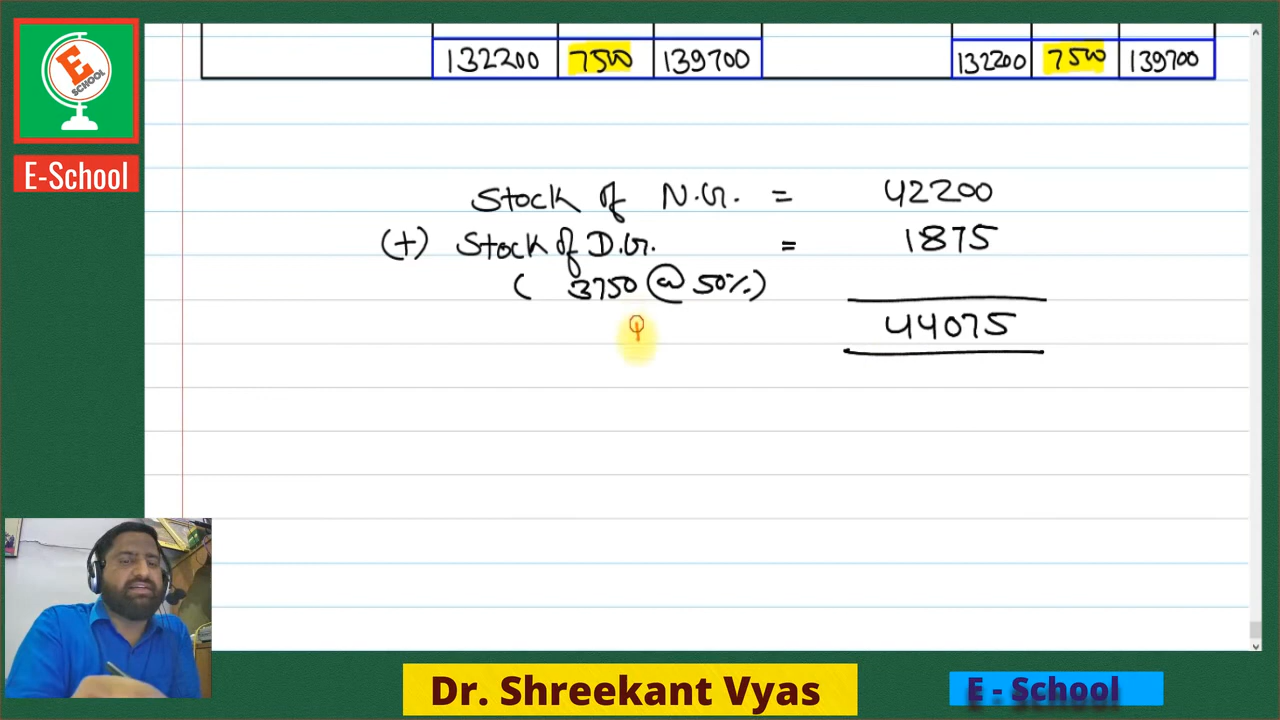 E
SCHOOL
E-School
132200 7500 139700 132200 7500 139700
Stock of N.G. = 42200
(+) Stock of D.G. = 1875
( 3750 @ 50%)
44075
Dr. Shreekant Vyas
E - School